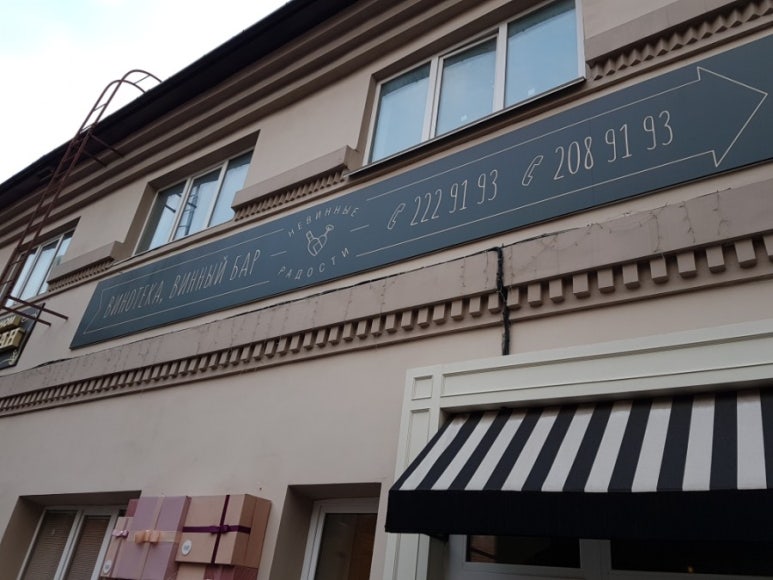 ВИНОТЕКА, ВИННЫЙ БАР
НЕВИННЫЕ
РАДОСТИ
222 91 93
208 91 93